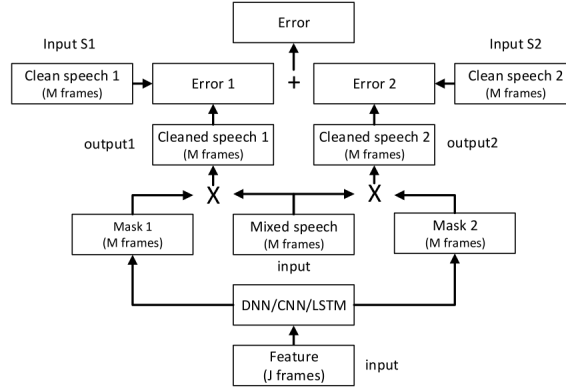 Error
Input S1
Input S2
Clean speech 1
(M frames)
Error 1
+
Error 2
Clean speech 2
(M frames)
output1
Cleaned speech 1
(M frames)
Cleaned speech 2
(M frames)
output2
X
X
Mask 1
(M frames)
Mixed speech
(M frames)
Mask 2
(M frames)
input
DNN/CNN/LSTM
Feature
(J frames)
input